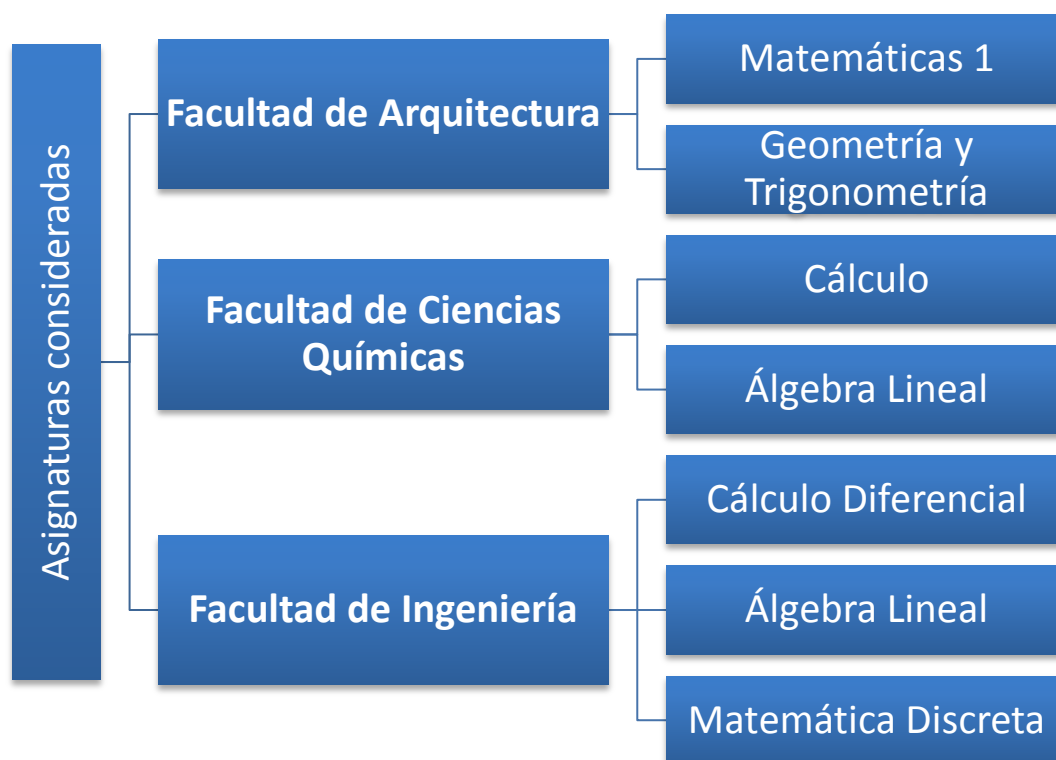 Asignaturas consideradas
Facultad de Arquitectura
Matemáticas 1
Geometría y
Trigonometría
Facultad de Ciencias
Químicas
Cálculo
Álgebra Lineal
Facultad de Ingeniería
Cálculo Diferencial
Álgebra Lineal
Matemática Discreta